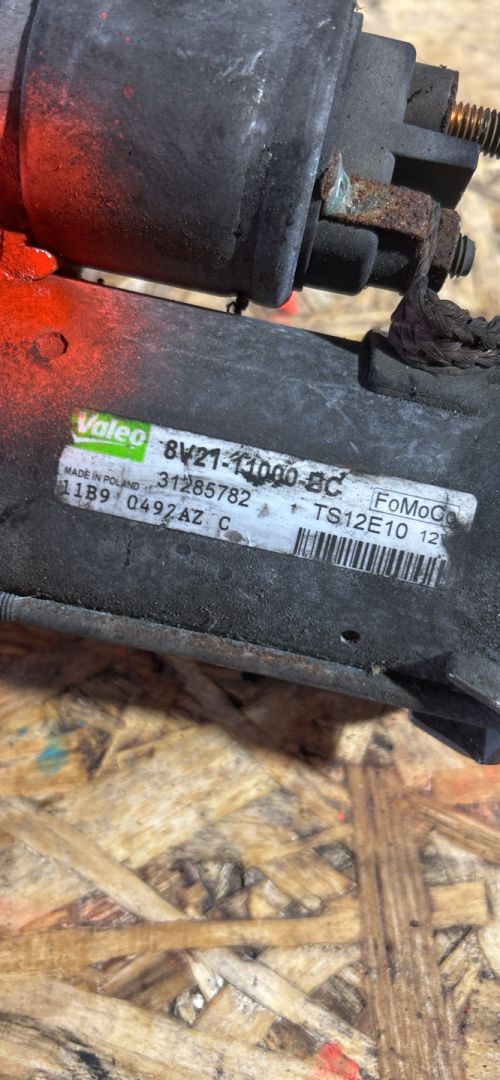 Valeo 8V21-11000-BC
MADE IN POLAND 31285782 FoMoCo
11B9 0492AZ C TS12E10 12V